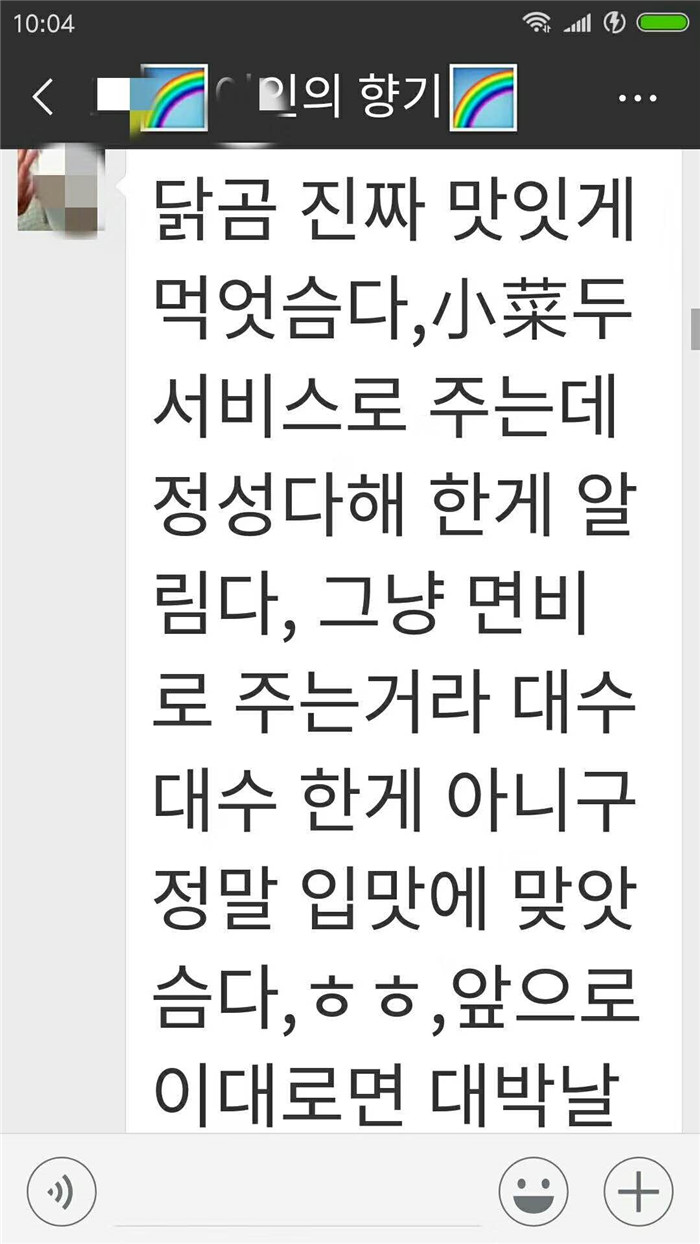 10:04
인의 향기
닭곰 진짜 맛잇게
먹엇슴다,小菜두
서비스로 주는데
정성다해 한게 알
림다, 그냥 면비
로 주는거라 대수
대수 한게 아니구
정말 입맛에 맞앗
슴다,ㅎㅎ,앞으로
이대로면 대박날